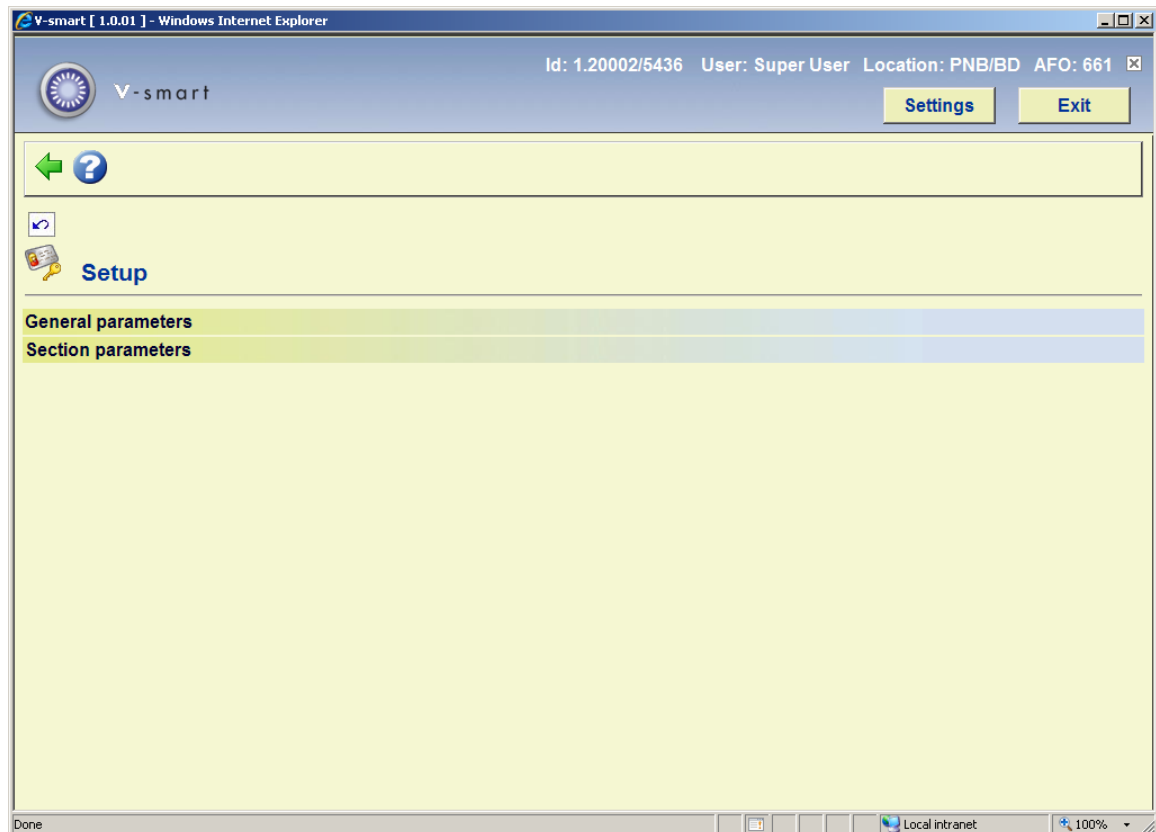 V-smart [ 1.0.01 ] - Windows Internet Explorer
Id: 1.20002/5436 User: Super User Location: PNB/BD AFO: 661
V-smart
Settings Exit
Setup
General parameters
Section parameters
Done Local intranet 100%